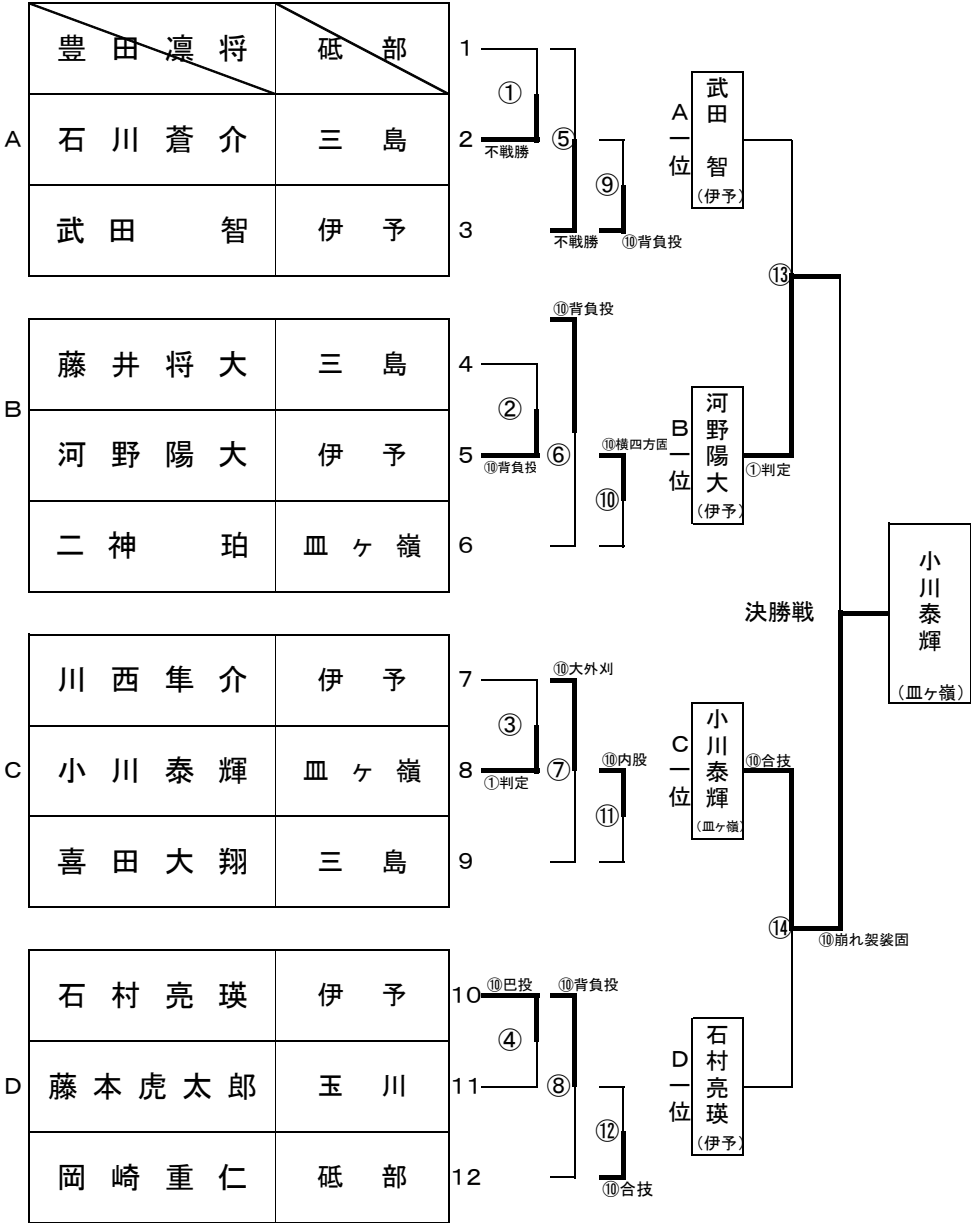 豊田凛将 砥部 1
①
A 石川蒼介 三島 2 不戦勝
⑤
⑨
武田智 伊予 3 不戦勝 ⑩背負投
A一位 武田智 (伊予)
⑬
⑩背負投
藤井将大 三島 4
②
B 河野陽大 伊予 5 ⑩背負投
⑥
⑩横四方固
⑩
二神珀 皿ヶ嶺 6
B一位 河野陽大 (伊予) ①判定
決勝戦
小川泰輝
(皿ヶ嶺)
川西隼介 伊予 7 ⑩大外刈
③
C 小川泰輝 皿ヶ嶺 8 ①判定
⑦
⑩内股
⑪
喜田大翔 三島 9
C一位 小川泰輝 (皿ヶ嶺) ⑩合技
⑭
⑩崩れ袈裟固
石村亮瑛 伊予 10 ⑩巴投 ⑩背負投
④
D 藤本虎太郎 玉川 11
⑧
⑫
岡崎重仁 砥部 12 ⑩合技
D一位 石村亮瑛 (伊予)